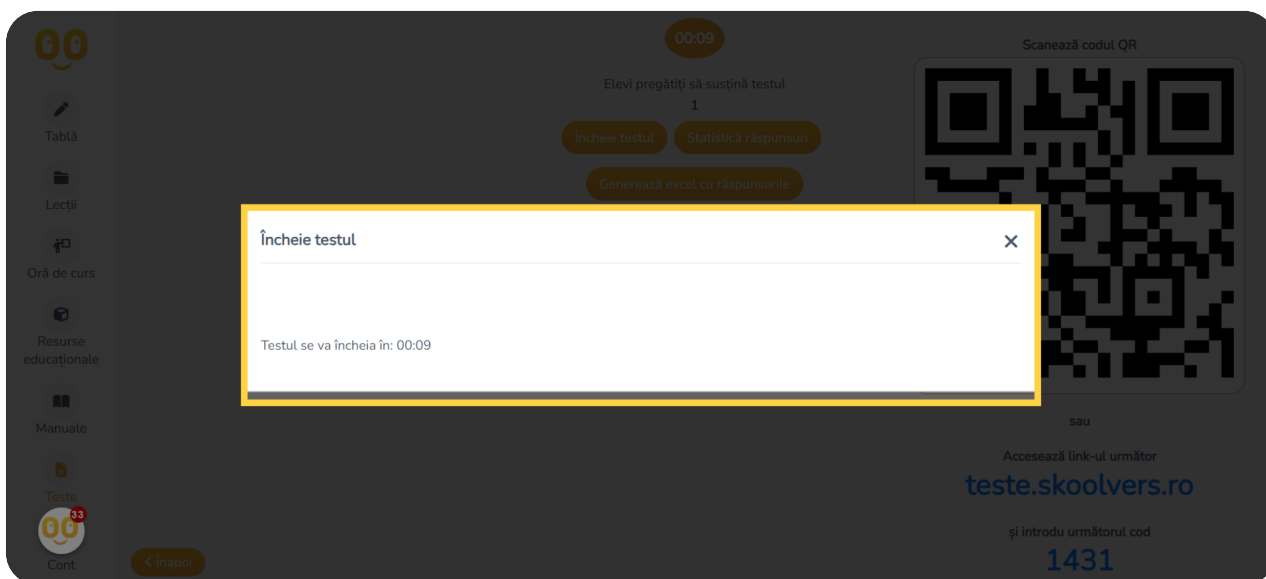 Tablă
Lecții
Oră de curs
Resurse
educaționale
Manuale
Teste
33
Cont
00:09
Elevi pregătiți să susțină testul
1
Încheie testul
Statistică răspunsuri
Generează excel cu răspunsurile
Încheie testul
Testul se va încheia în: 00:09
< Înapoi
Scanează codul QR
sau
Accesează link-ul următor
teste.skoolvers.ro
și introdu următorul cod
1431